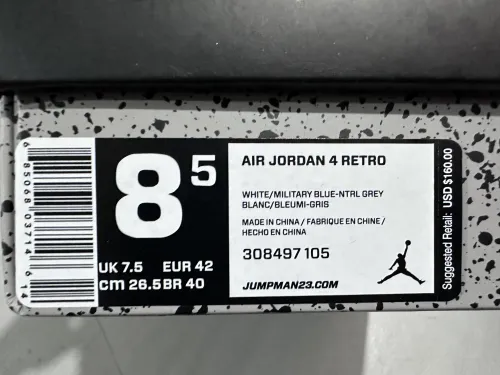 6 85068 03714 6
8.5
UK 7.5 EUR 42
cm 26.5 BR 40
AIR JORDAN 4 RETRO
WHITE/MILITARY BLUE-NTRL GREY
BLANC/BLEUMI-GRIS
MADE IN CHINA / FABRIQUE EN CHINE /
HECHO EN CHINA
308497 105
JUMPMAN23.COM
Suggested Retail: USD $160.00